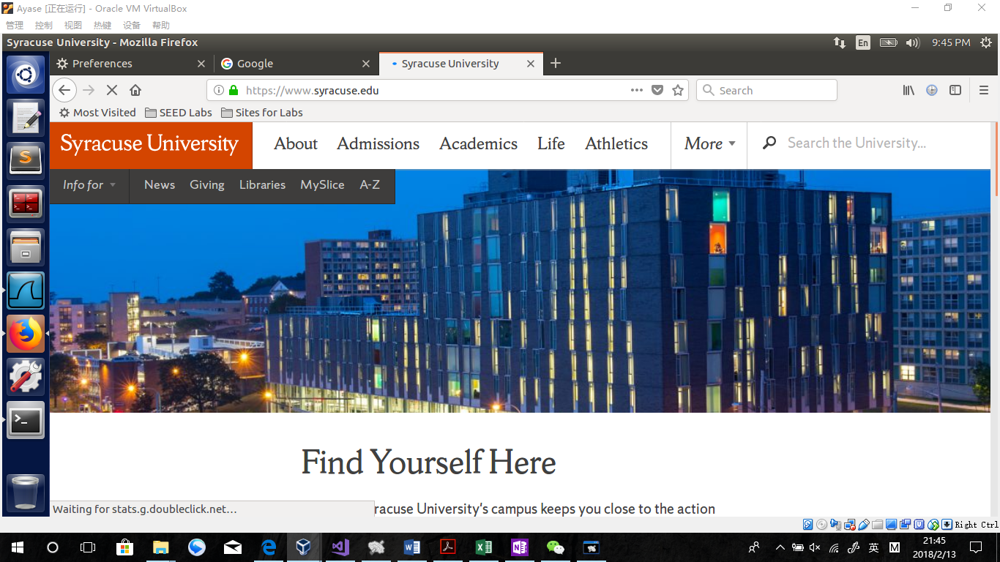 Ayase [正在运行] - Oracle VM VirtualBox
管理 控制 视图 热键 设备 帮助
Syracuse University - Mozilla Firefox En 9:45 PM
Preferences Google Syracuse University
https://www.syracuse.edu Search
Most Visited SEED Labs Sites for Labs
Syracuse University About Admissions Academics Life Athletics More Search the University...
Info for News Giving Libraries MySlice A-Z
Find Yourself Here
Waiting for stats.g.doubleclick.net… racuse University's campus keeps you close to the action
Right Ctrl
英 M 21:45
2018/2/13